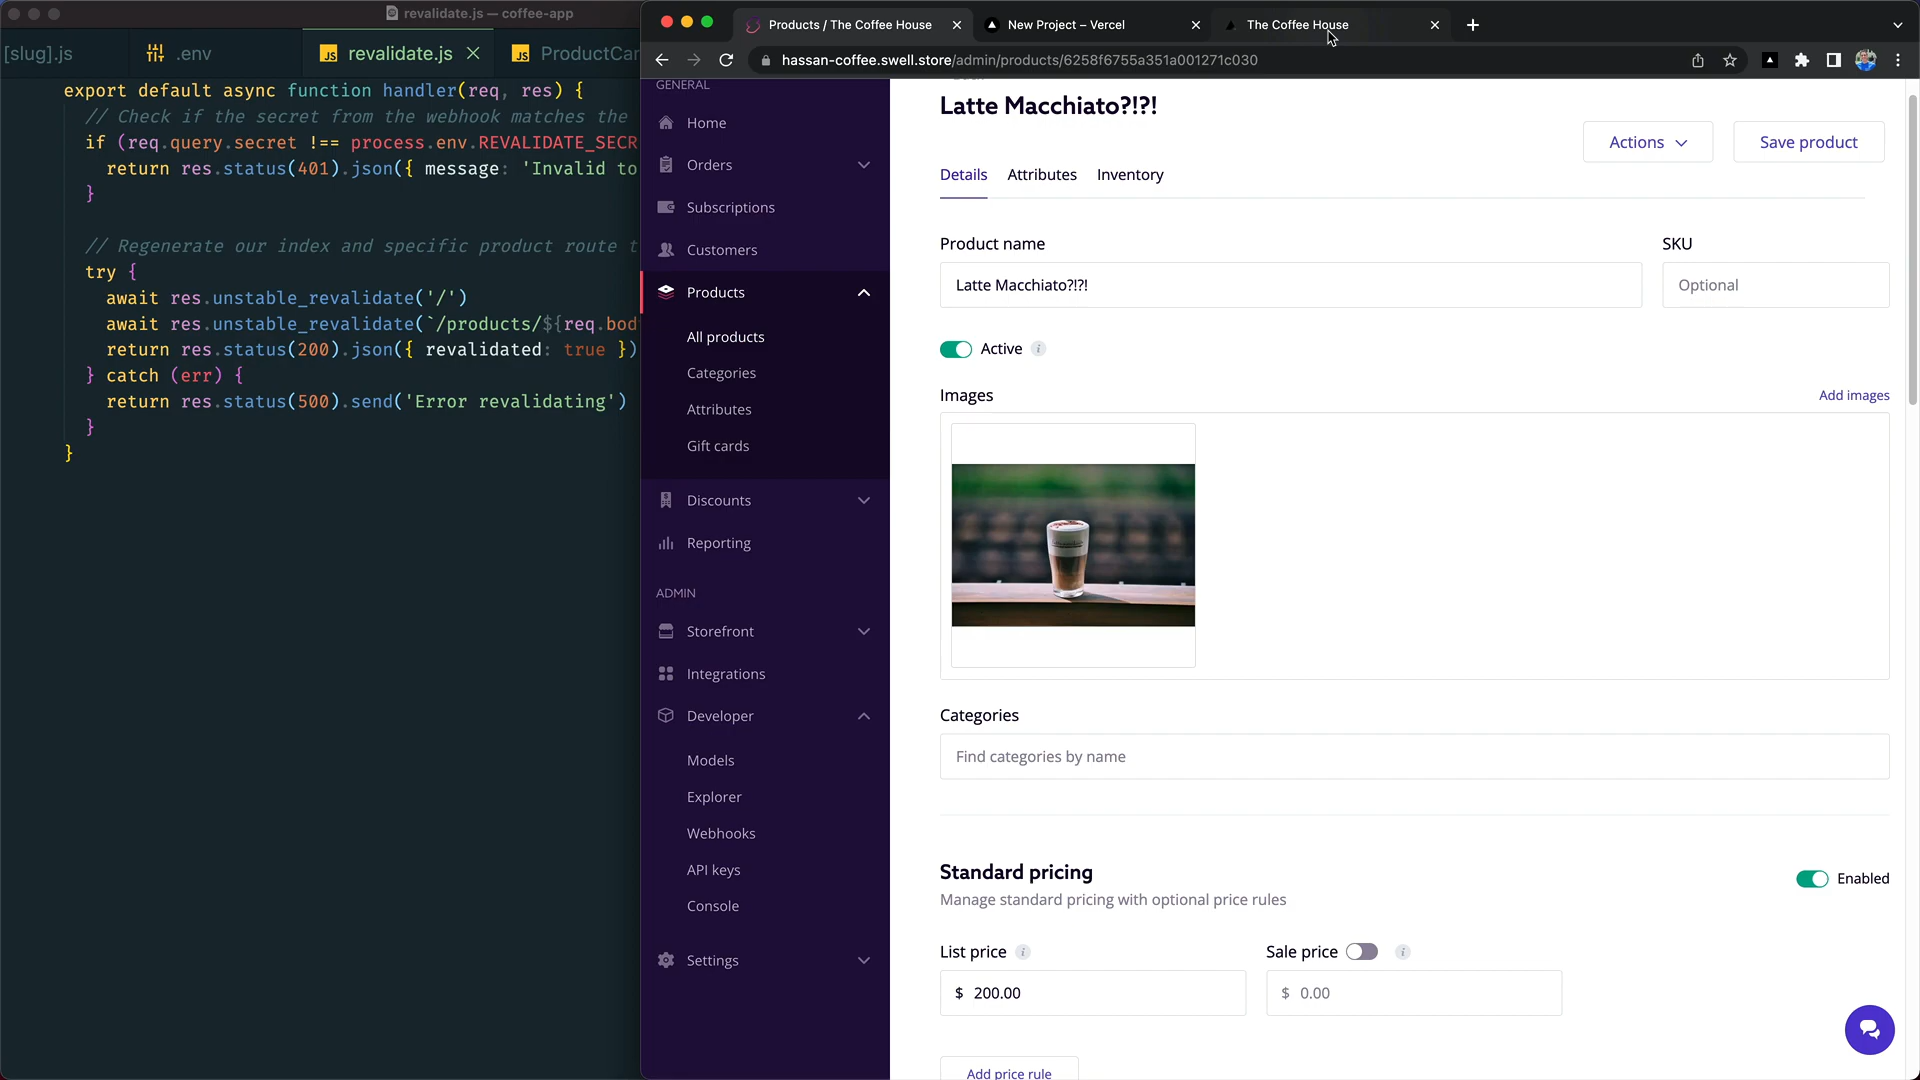 revalidate.js — coffee-app
[slug].js
.env
JS revalidate.js
JS ProductCar
export default async function handler(req, res) {
// Check if the secret from the webhook matches the
if (req.query.secret !== process.env.REVALIDATE_SECR
return res.status(401).json({ message: 'Invalid to
}
// Regenerate our index and specific product route t
try {
await res.unstable_revalidate('/')
await res.unstable_revalidate(`/products/${req.bod
return res.status(200).json({ revalidated: true })
} catch (err) {
return res.status(500).send('Error revalidating')
}
}
Products / The Coffee House
New Project – Vercel
The Coffee House
hassan-coffee.swell.store/admin/products/6258f6755a351a001271c030
GENERAL
Home
Orders
Subscriptions
Customers
Products
All products
Categories
Attributes
Gift cards
Discounts
Reporting
ADMIN
Storefront
Integrations
Developer
Models
Explorer
Webhooks
API keys
Console
Settings
Latte Macchiato?!?!
Actions
Save product
Details
Attributes
Inventory
Product name
SKU
Latte Macchiato?!?!
Optional
Active
Images
Add images
Categories
Find categories by name
Standard pricing
Enabled
Manage standard pricing with optional price rules
List price
Sale price
$ 200.00
$ 0.00
Add price rule